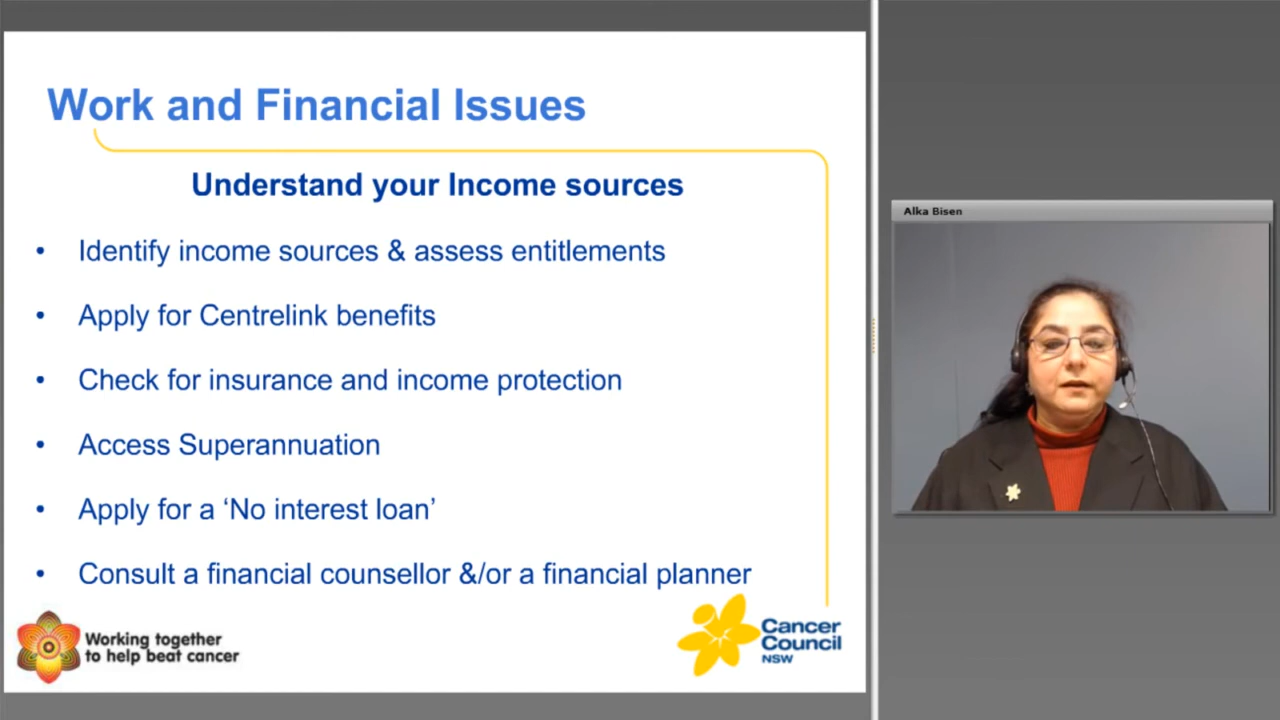 Work and Financial Issues
Understand your Income sources
• Identify income sources & assess entitlements
• Apply for Centrelink benefits
• Check for insurance and income protection
• Access Superannuation
• Apply for a ‘No interest loan’
• Consult a financial counsellor &/or a financial planner
Working together
to help beat cancer
Cancer
Council
NSW
Alka Bisen